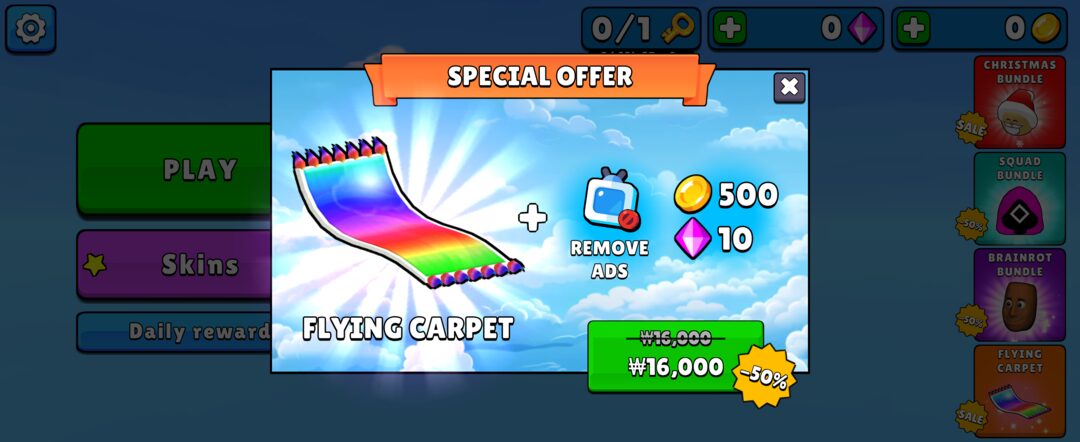 0/1
0
0
SPECIAL OFFER
PLAY
Skins
Daily reward
FLYING CARPET
REMOVE
ADS
500
10
₩16,000
₩16,000
-50%
CHRISTMAS
BUNDLE
SALE
SQUAD
BUNDLE
-50%
BRAINROT
BUNDLE
-50%
FLYING
CARPET
SALE